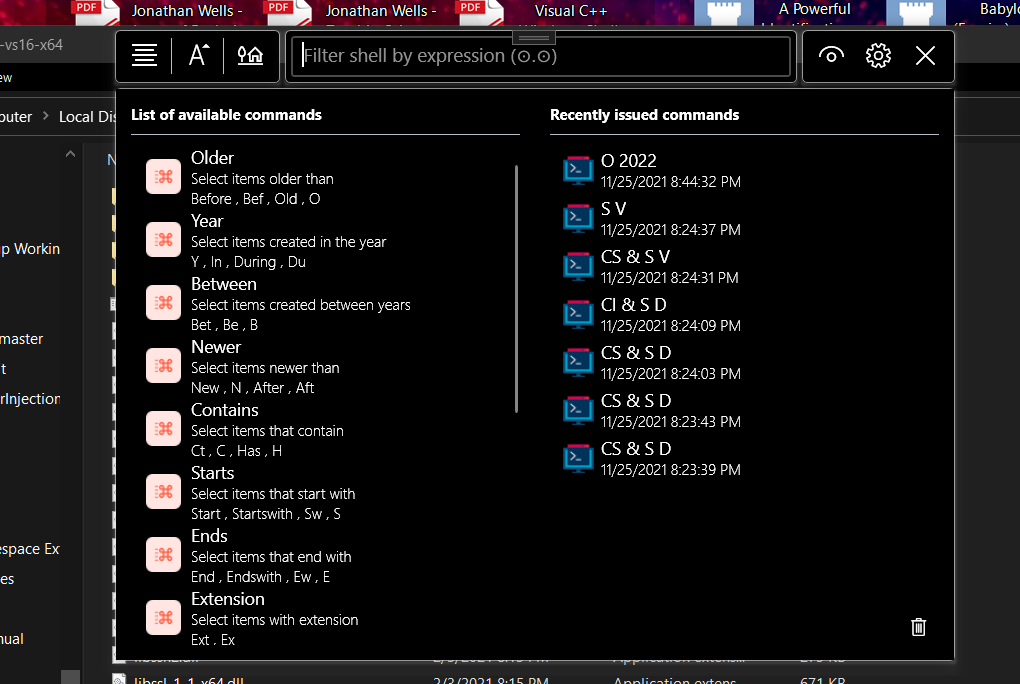 PDF
Jonathan Wells -
PDF
Jonathan Wells -
PDF
Visual C++
A Powerful
Babylo
-vs16-x64
ew
Filter shell by expression (⊙.⊙)
puter > Local Dis
List of available commands
Recently issued commands
Older
Select items older than
Before , Bef , Old , O
Year
Select items created in the year
Y , In , During , Du
Between
Select items created between years
Bet , Be , B
Newer
Select items newer than
New , N , After , Aft
Contains
Select items that contain
Ct , C , Has , H
Starts
Select items that start with
Start , Startswith , Sw , S
Ends
Select items that end with
End , Endswith , Ew , E
Extension
Select items with extension
Ext , Ex
O 2022
11/25/2021 8:44:32 PM
S V
11/25/2021 8:24:37 PM
CS & S V
11/25/2021 8:24:31 PM
CI & S D
11/25/2021 8:24:09 PM
CS & S D
11/25/2021 8:24:03 PM
CS & S D
11/25/2021 8:23:43 PM
CS & S D
11/25/2021 8:23:39 PM
N
p Workin
master
t
rInjection
espace Ex
es
nual
libssl-1_1-x64.dll
2/3/2021 8:15 PM
Application extens...
671 KB